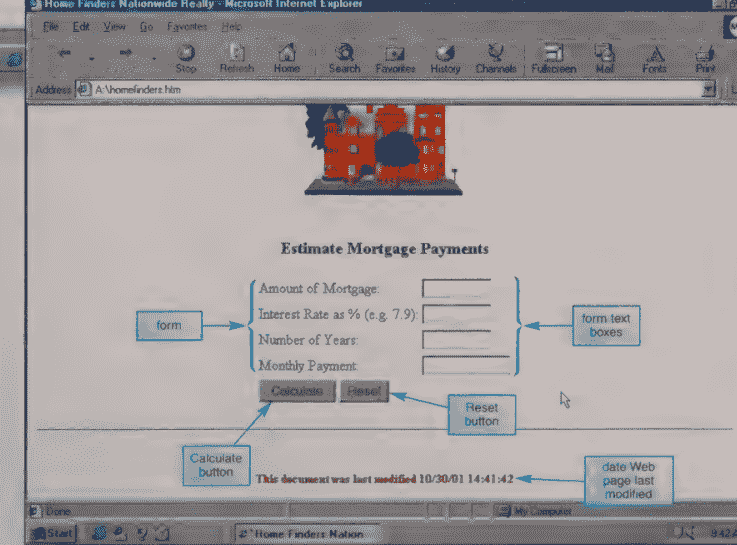 Home Finders Nationwide Realty - Microsoft Internet Explorer
File Edit View Go Favorites Help
Stop Refresh Home Search Favorites History Channels Fullscreen Mail Fonts Print
Address A:\homefinders.htm
Estimate Mortgage Payments
Amount of Mortgage:
form
Interest Rate as % (e.g. 7.9):
form text
boxes
Number of Years:
Monthly Payment:
Calculate Reset
Reset
button
Calculate
button
This document was last modified 10/30/01 14:41:42
date Web
page last
modified
Done
My Computer
Start
Home Finders Nation